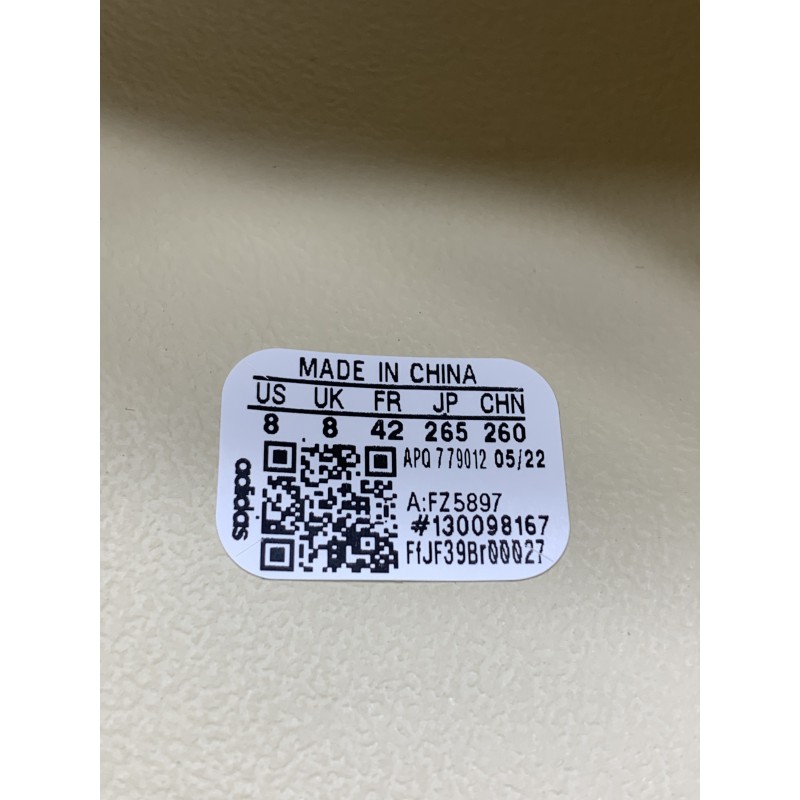 MADE IN CHINA
US UK FR JP CHN
8 8 42 265 260
APQ 779012 05/22
A:FZ5897
#130098167
FfJF39Br00027
adidas